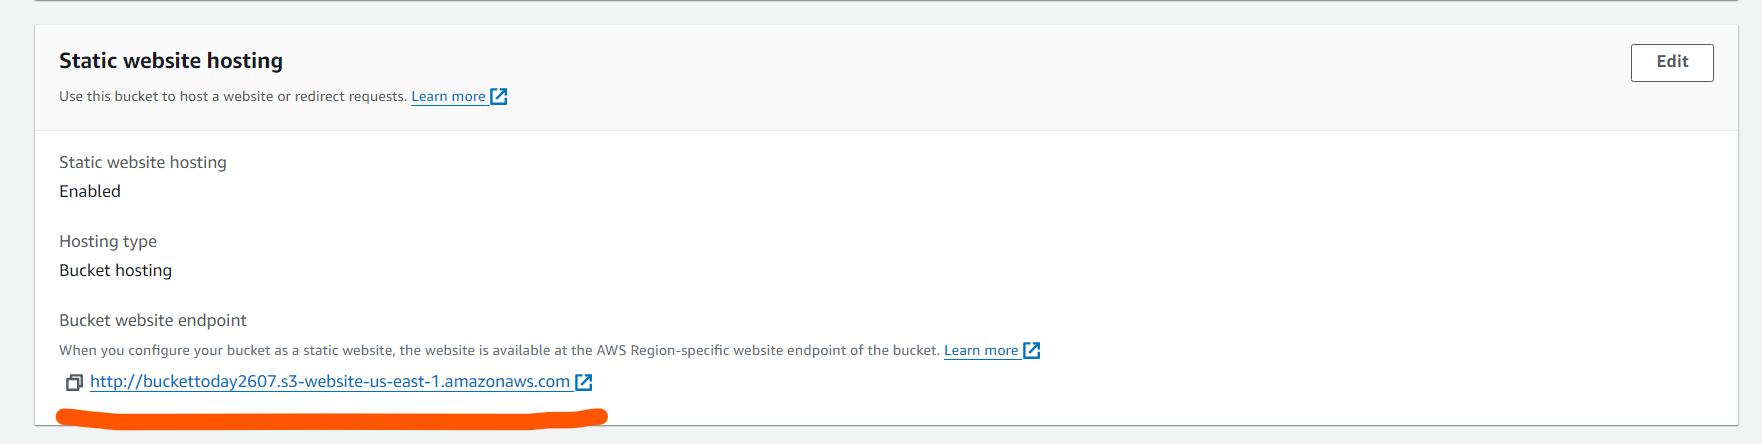 Static website hosting
Edit
Use this bucket to host a website or redirect requests. Learn more
Static website hosting
Enabled
Hosting type
Bucket hosting
Bucket website endpoint
When you configure your bucket as a static website, the website is available at the AWS Region-specific website endpoint of the bucket. Learn more
http://buckettoday2607.s3-website-us-east-1.amazonaws.com